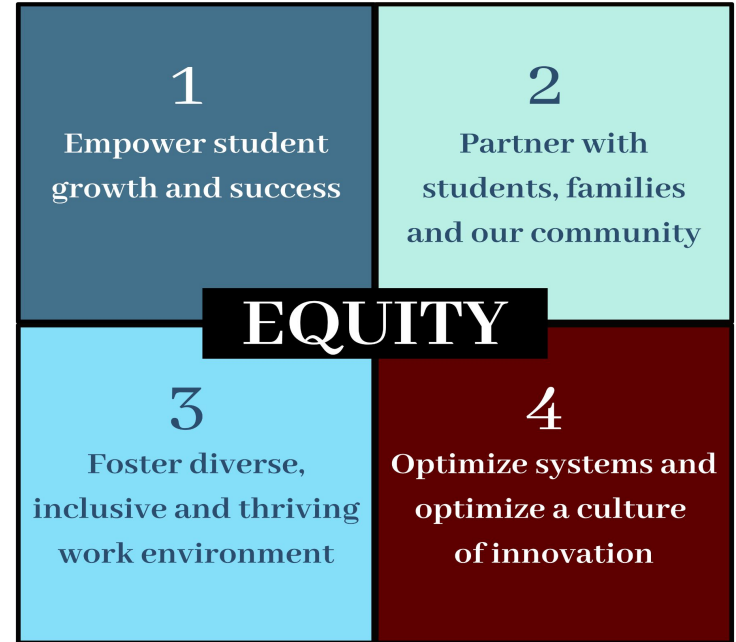 1
Empower student
growth and success
2
Partner with
students, families
and our community
EQUITY
3
Foster diverse,
inclusive and thriving
work environment
4
Optimize systems and
optimize a culture
of innovation